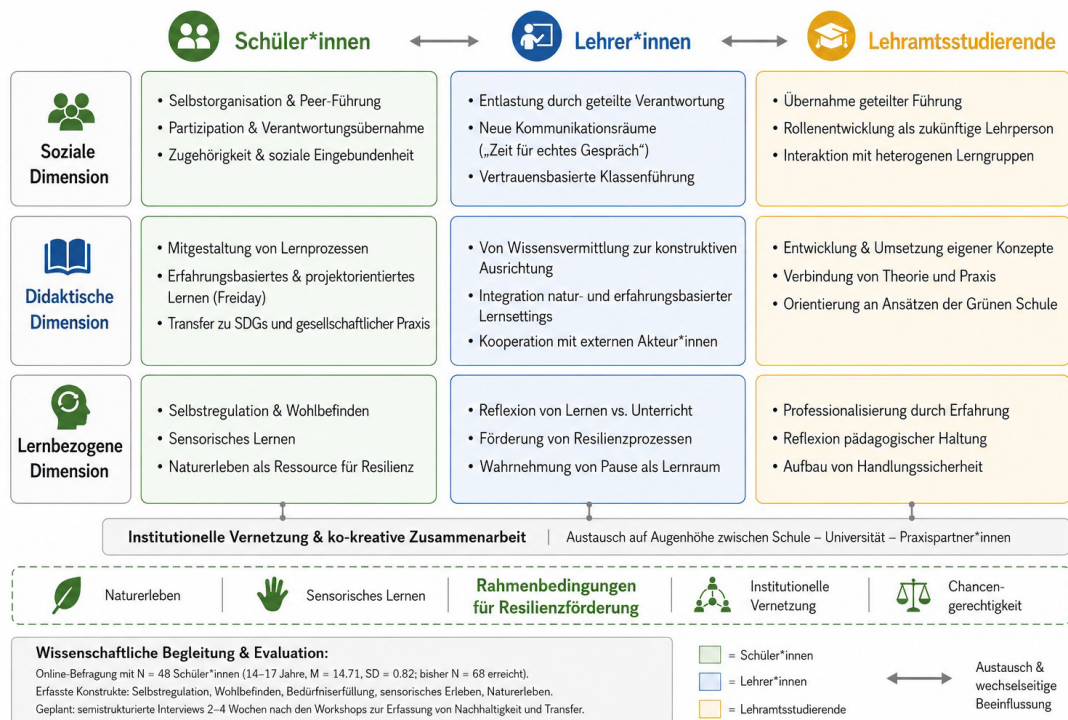 Schüler*innen
Lehrer*innen
Lehramtsstudierende
Soziale
Dimension
• Selbstorganisation & Peer-Führung
• Partizipation & Verantwortungsübernahme
• Zugehörigkeit & soziale Eingebundenheit
• Entlastung durch geteilte Verantwortung
• Neue Kommunikationsräume
(„Zeit für echtes Gespräch“)
• Vertrauensbasierte Klassenführung
• Übernahme geteilter Führung
• Rollenentwicklung als zukünftige Lehrperson
• Interaktion mit heterogenen Lerngruppen
Didaktische
Dimension
• Mitgestaltung von Lernprozessen
• Erfahrungsbasiertes & projektorientiertes
Lernen (Freiday)
• Transfer zu SDGs und gesellschaftlicher Praxis
• Von Wissensvermittlung zur konstruktiven
Ausrichtung
• Integration natur- und erfahrungsbasierter
Lernsettings
• Kooperation mit externen Akteur*innen
• Entwicklung & Umsetzung eigener Konzepte
• Verbindung von Theorie und Praxis
• Orientierung an Ansätzen der Grünen Schule
Lernbezogene
Dimension
• Selbstregulation & Wohlbefinden
• Sensorisches Lernen
• Naturerleben als Ressource für Resilienz
• Reflexion von Lernen vs. Unterricht
• Förderung von Resilienzprozessen
• Wahrnehmung von Pause als Lernraum
• Professionalisierung durch Erfahrung
• Reflexion pädagogischer Haltung
• Aufbau von Handlungssicherheit
Institutionelle Vernetzung & ko-kreative Zusammenarbeit | Austausch auf Augenhöhe zwischen Schule – Universität – Praxispartner*innen
Naturerleben
Sensorisches Lernen
Rahmenbedingungen
für Resilienzförderung
Institutionelle
Vernetzung
Chancen-
gerechtigkeit
Wissenschaftliche Begleitung & Evaluation:
Online-Befragung mit N = 48 Schüler*innen (14–17 Jahre, M = 14.71, SD = 0.82; bisher N = 68 erreicht).
Erfasste Konstrukte: Selbstregulation, Wohlbefinden, Bedürfniserfüllung, sensorisches Erleben, Naturerleben.
Geplant: semistrukturierte Interviews 2–4 Wochen nach den Workshops zur Erfassung von Nachhaltigkeit und Transfer.
= Schüler*innen
= Lehrer*innen
= Lehramtsstudierende
Austausch &
wechselseitige
Beeinflussung